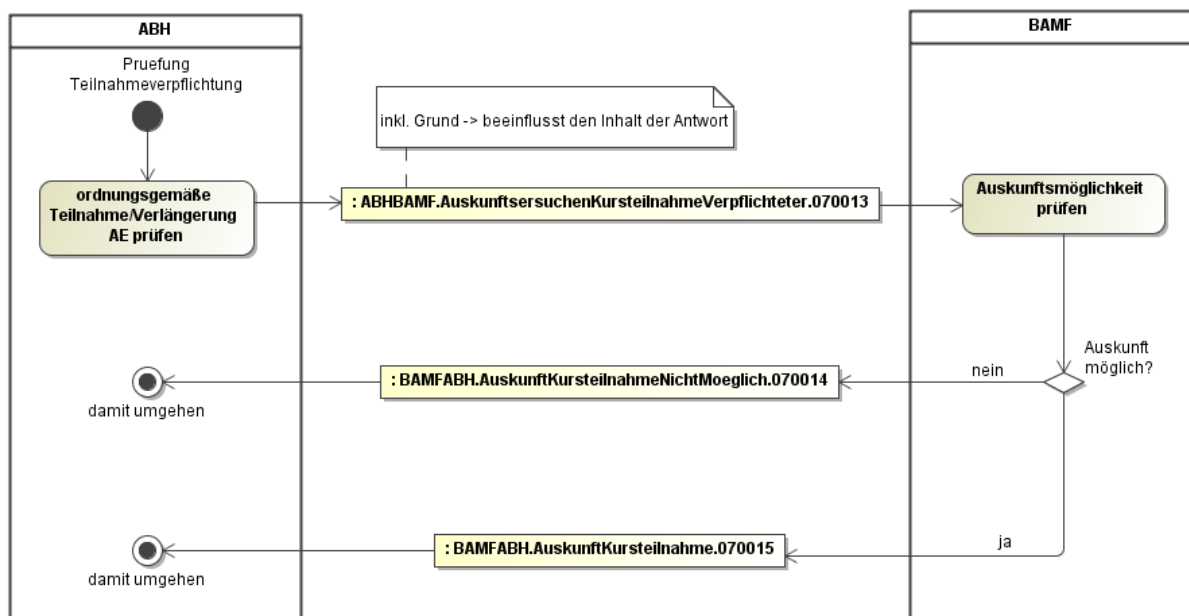 ABH
BAMF
Pruefung
Teilnahmeverpflichtung
inkl. Grund -> beeinflusst den Inhalt der Antwort
ordnungsgemäße
Teilnahme/Verlängerung
AE prüfen
: ABHBAMF.AuskunftsersuchenKursteilnahmeVerpflichteter.070013
Auskunftsmöglichkeit
prüfen
Auskunft
möglich?
nein
: BAMFABH.AuskunftKursteilnahmeNichtMoeglich.070014
damit umgehen
ja
: BAMFABH.AuskunftKursteilnahme.070015
damit umgehen